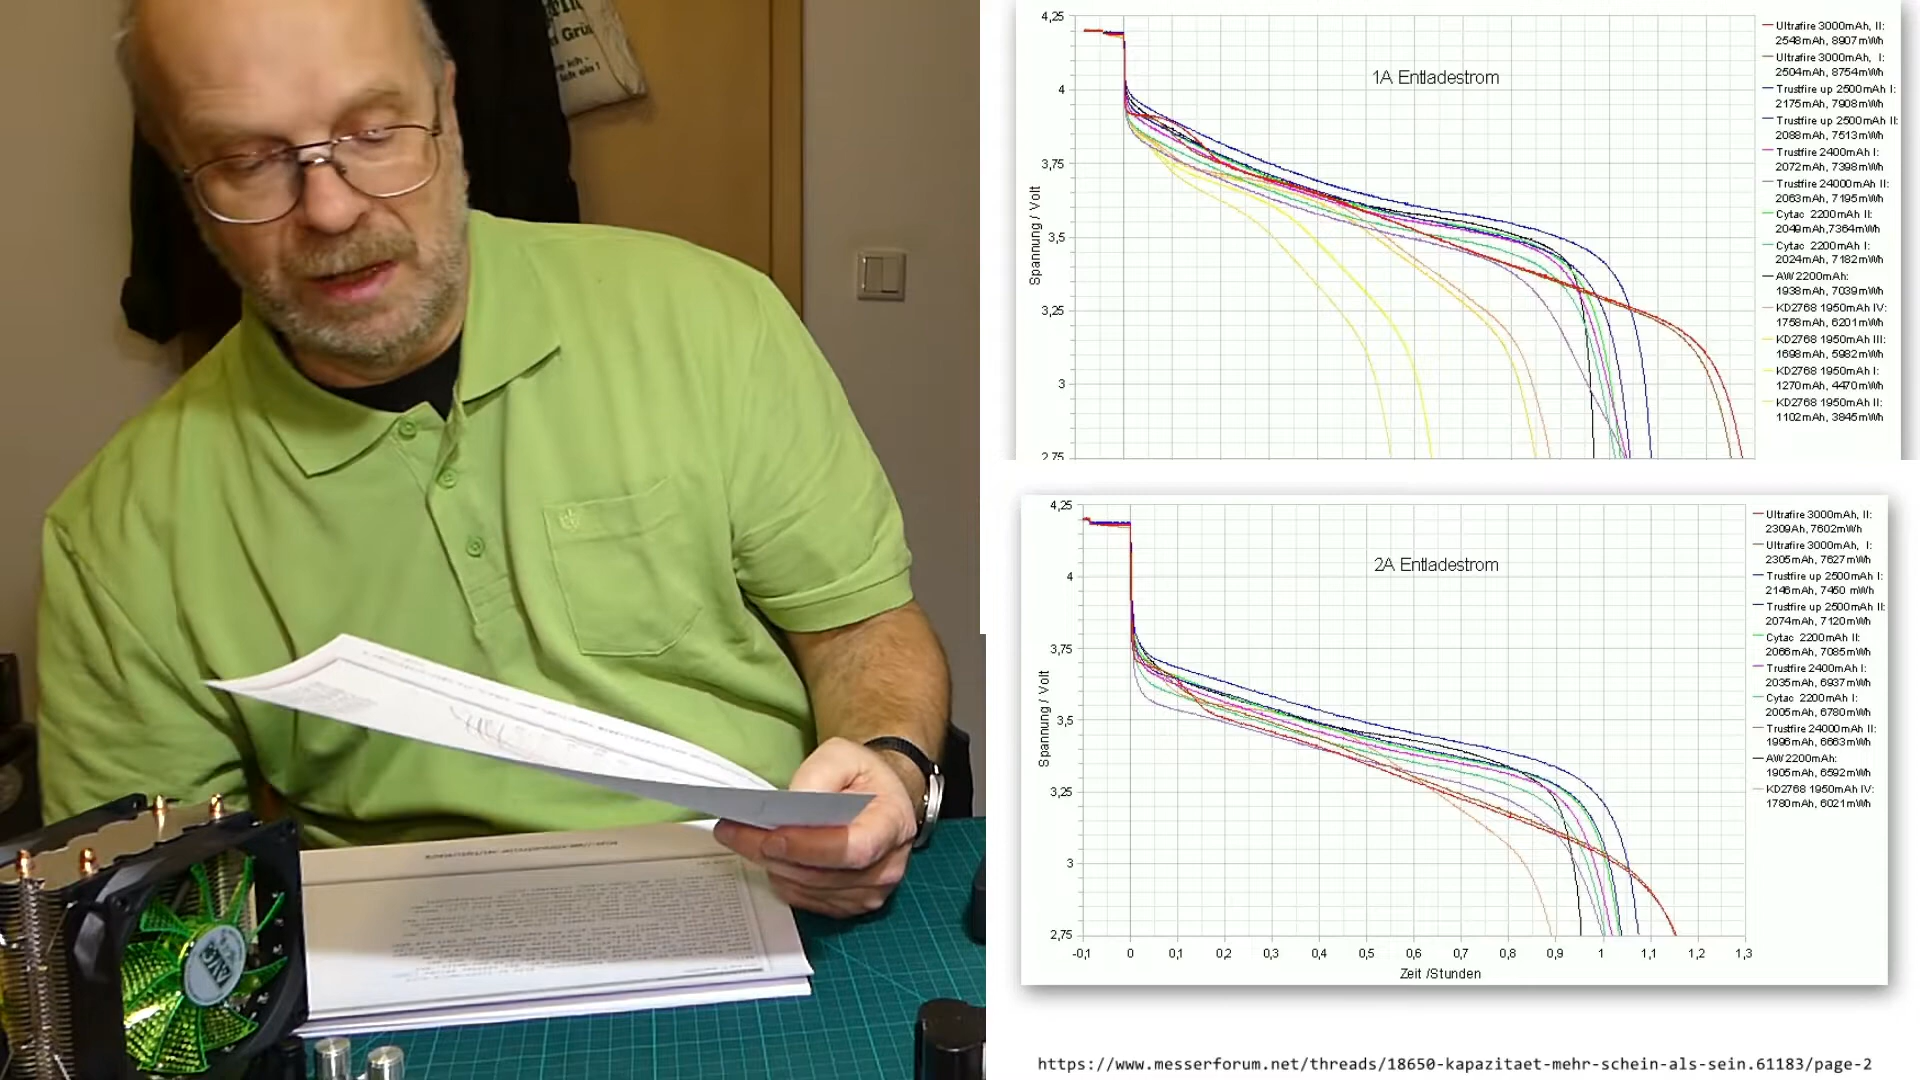 Grü
e ich -
ich ein!
4,25
4
3,75
3,5
3,25
3
2,75
Spannung / Volt
1A Entladestrom
Ultrafire 3000mAh, II:
2548mAh, 8907mWh
Ultrafire 3000mAh, I:
2504mAh, 8754mWh
Trustfire up 2500mAh I:
2175mAh, 7908mWh
Trustfire up 2500mAh II:
2088mAh, 7513mWh
Trustfire 2400mAh I:
2072mAh, 7398mWh
Trustfire 24000mAh II:
2063mAh, 7195mWh
Cytac 2200mAh II:
2049mAh,7364mWh
Cytac 2200mAh I:
2024mAh, 7182mWh
AW 2200mAh:
1938mAh, 7039mWh
KD2768 1950mAh IV:
1758mAh, 6201mWh
KD2768 1950mAh III:
1698mAh, 5982mWh
KD2768 1950mAh I:
1270mAh, 4470mWh
KD2768 1950mAh II:
1102mAh, 3845mWh
4,25
4
3,75
3,5
3,25
3
2,75
Spannung / Volt
2A Entladestrom
-0,1 0 0,1 0,2 0,3 0,4 0,5 0,6 0,7 0,8 0,9 1 1,1 1,2 1,3
Zeit /Stunden
Ultrafire 3000mAh, II:
2309Ah, 7602mWh
Ultrafire 3000mAh, I:
2305mAh, 7627mWh
Trustfire up 2500mAh I:
2146mAh, 7450 mWh
Trustfire up 2500mAh II:
2074mAh, 7120mWh
Cytac 2200mAh II:
2066mAh, 7085mWh
Trustfire 2400mAh I:
2035mAh, 6937mWh
Cytac 2200mAh I:
2005mAh, 6780mWh
Trustfire 24000mAh II:
1996mAh, 6663mWh
AW 2200mAh:
1905mAh, 6592mWh
KD2768 1950mAh IV:
1780mAh, 6021mWh
https://www.messerforum.net/threads/18650-kapazitaet-mehr-schein-als-sein.61183/page-2